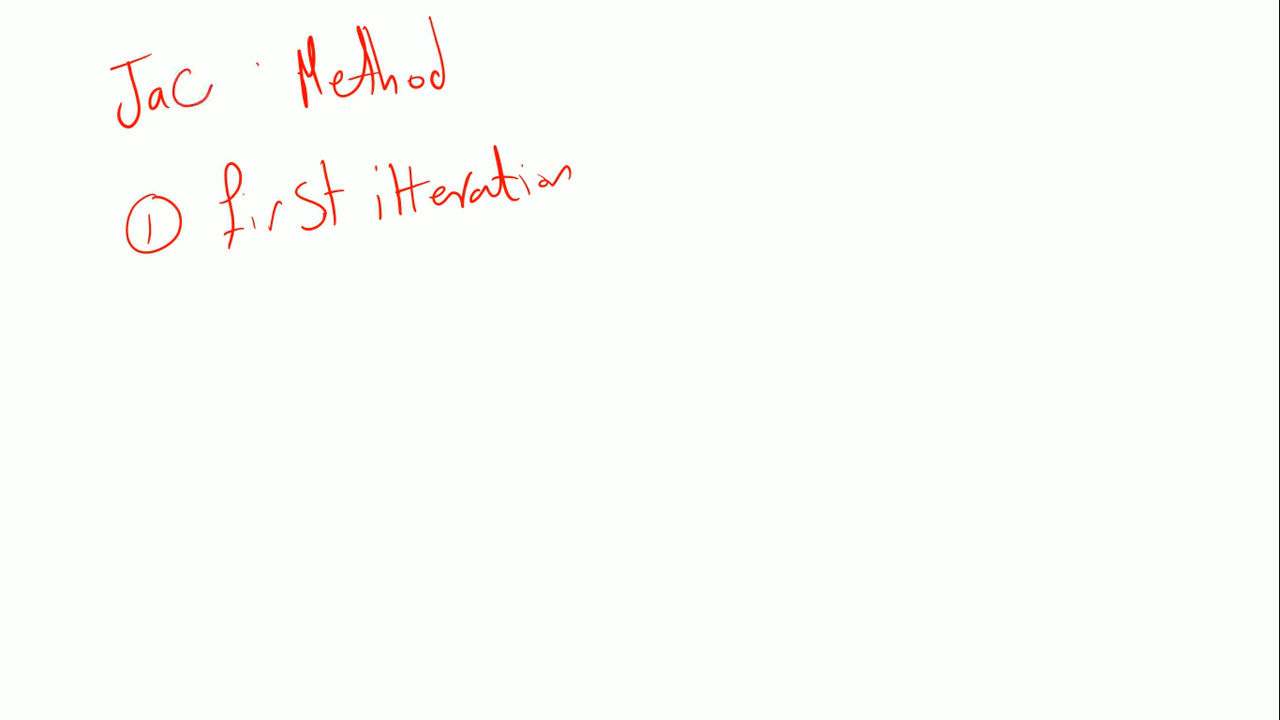 Jac. Method
① first itteration